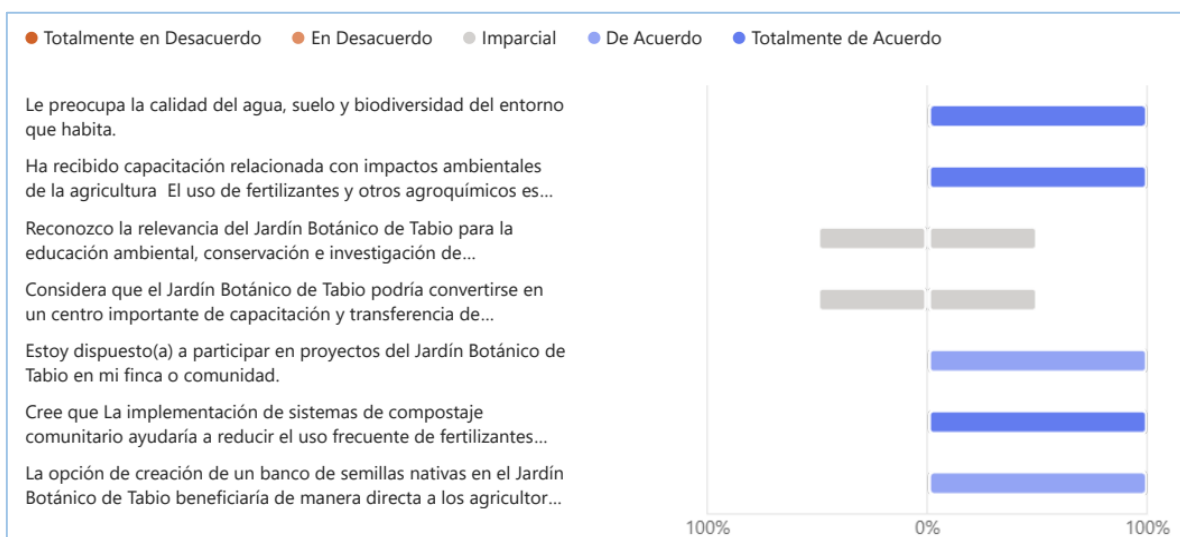 Totalmente en Desacuerdo En Desacuerdo Imparcial De Acuerdo Totalmente de Acuerdo
Le preocupa la calidad del agua, suelo y biodiversidad del entorno
que habita.
Ha recibido capacitación relacionada con impactos ambientales
de la agricultura El uso de fertilizantes y otros agroquímicos es...
Reconozco la relevancia del Jardín Botánico de Tabio para la
educación ambiental, conservación e investigación de...
Considera que el Jardín Botánico de Tabio podría convertirse en
un centro importante de capacitación y transferencia de...
Estoy dispuesto(a) a participar en proyectos del Jardín Botánico de
Tabio en mi finca o comunidad.
Cree que La implementación de sistemas de compostaje
comunitario ayudaría a reducir el uso frecuente de fertilizantes...
La opción de creación de un banco de semillas nativas en el Jardín
Botánico de Tabio beneficiaría de manera directa a los agricultor...
100% 0% 100%